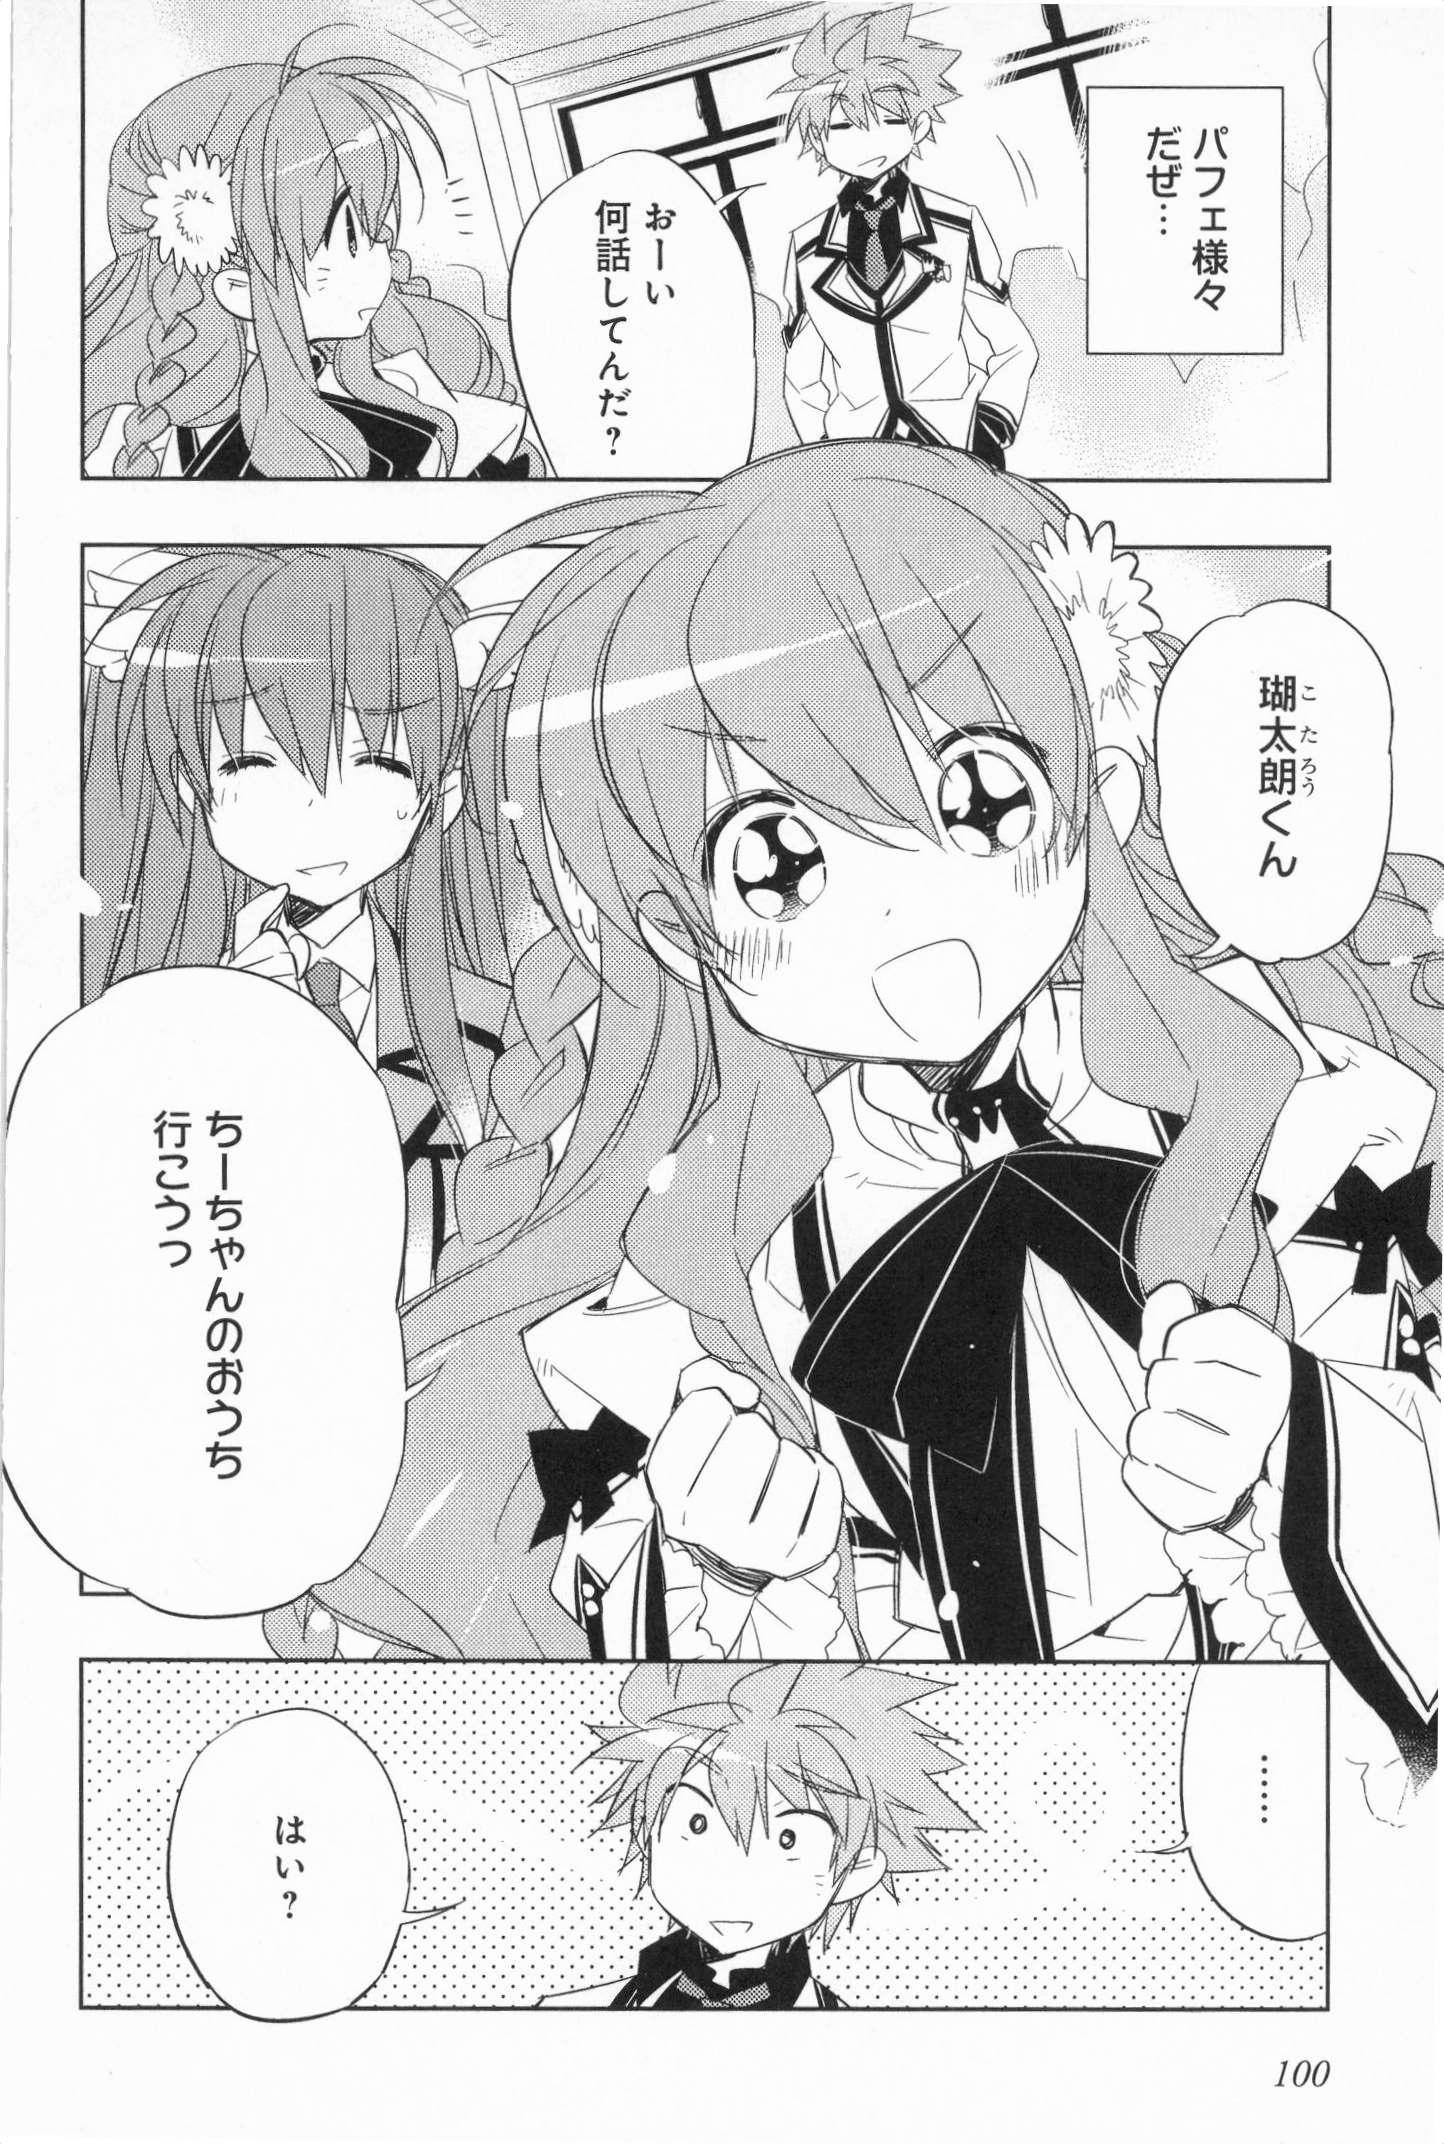 パフェ様々
だぜ…
おーい
何話してんだ？
瑚太朗くん
こたろう
ちーちゃんのおうち
行こうっ
……
はい？
100